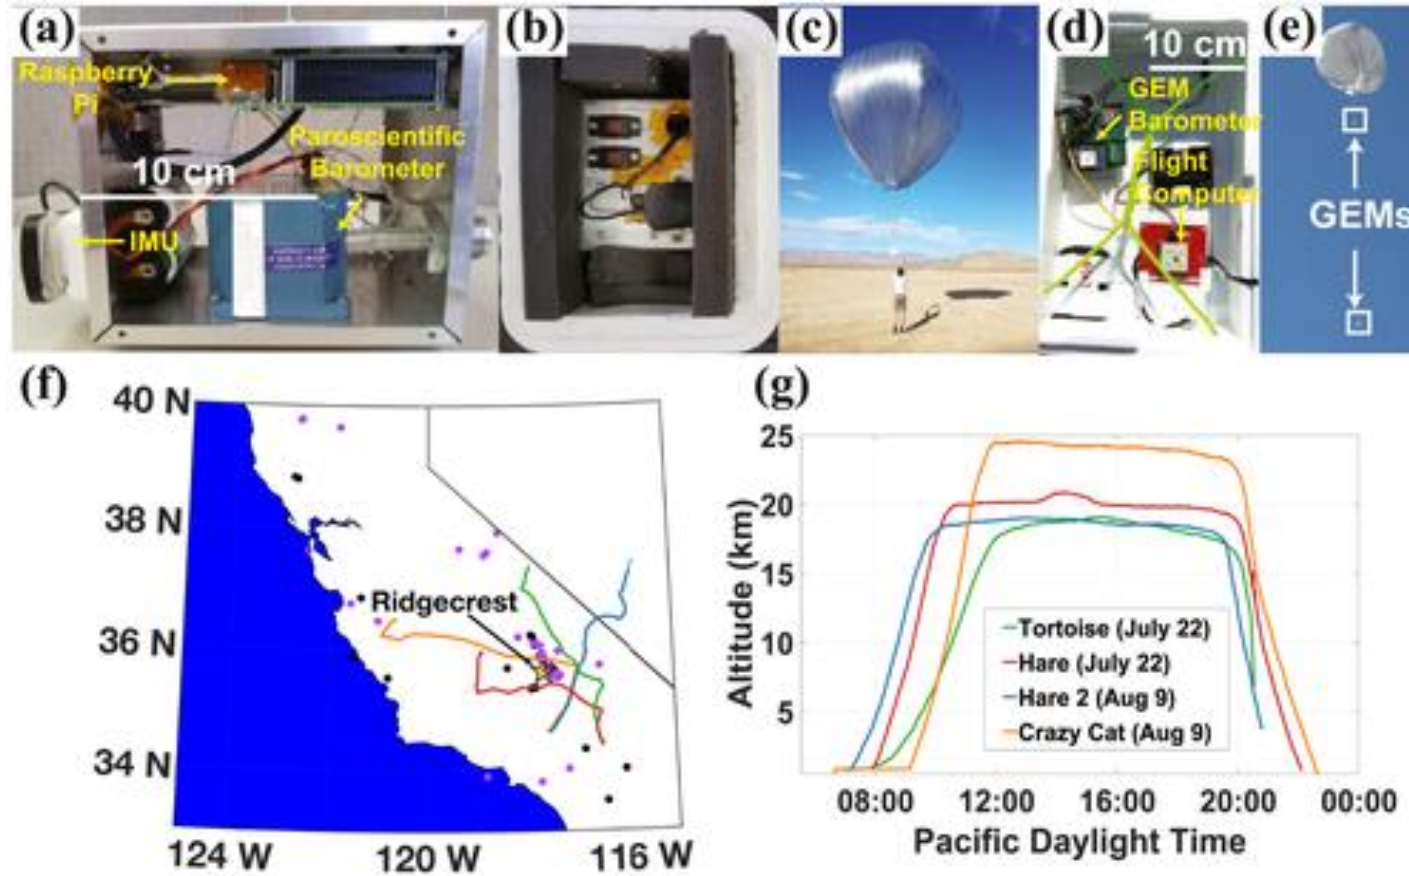 (a)
Raspberry
Pi
Paroscientific
Barometer
10 cm
IMU
(b)
(c)
(d)
10 cm
GEM
Barometer
Flight
Computer
(e)
GEMs
(f)
40 N
38 N
36 N
34 N
124 W
120 W
116 W
Ridgecrest
(g)
Altitude (km)
25
20
15
10
5
Tortoise (July 22)
Hare (July 22)
Hare 2 (Aug 9)
Crazy Cat (Aug 9)
08:00
12:00
16:00
20:00
00:00
Pacific Daylight Time